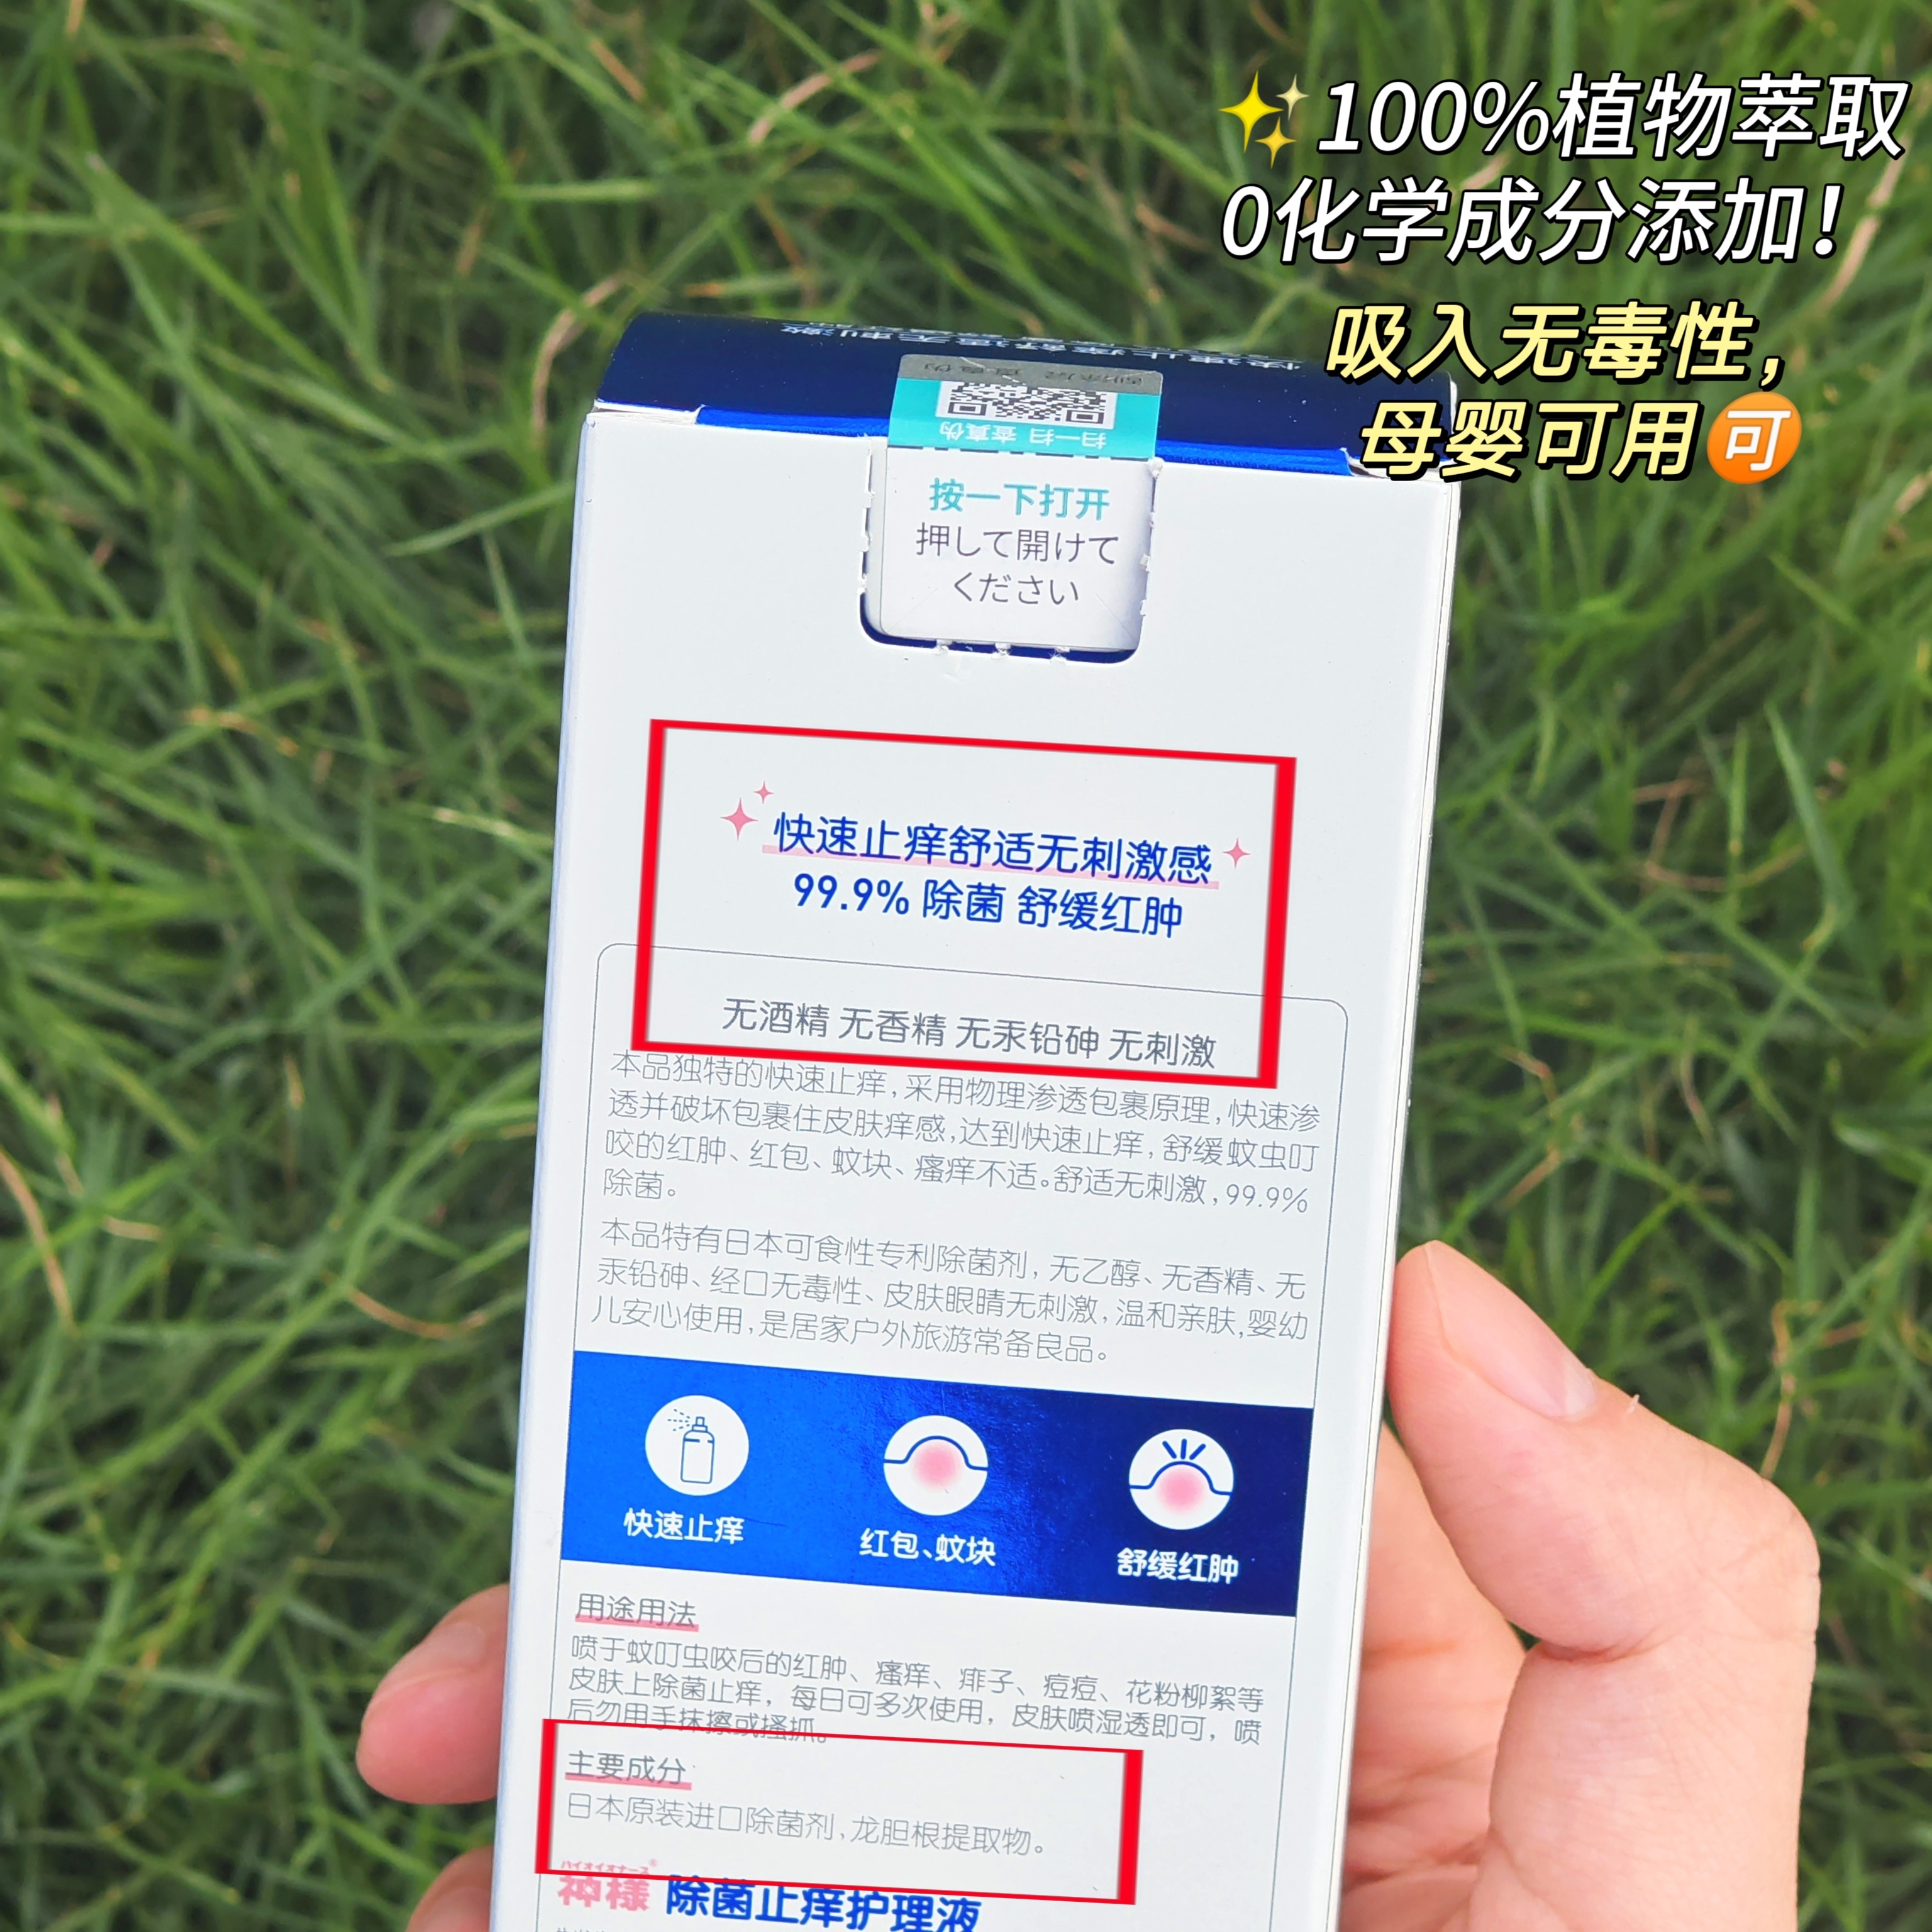 100%植物萃取
0化学成分添加！
吸入无毒性，
母婴可用🉑
扫一扫 查真伪
按一下打开
押して開けて
ください
快速止痒舒适无刺激感
99.9% 除菌 舒缓红肿
无酒精 无香精 无汞铅砷 无刺激
本品独特的快速止痒，采用物理渗透包裹原理，快速渗
透并破坏包裹住皮肤痒感，达到快速止痒，舒缓蚊虫叮
咬的红肿、红包、蚊块、瘙痒不适。舒适无刺激，99.9%
除菌。
本品特有日本可食性专利除菌剂，无乙醇、无香精、无
汞铅砷、经口无毒性、皮肤眼睛无刺激，温和亲肤，婴幼
儿安心使用，是居家户外旅游常备良品。
快速止痒
红包、蚊块
舒缓红肿
用途用法
喷于蚊叮虫咬后的红肿、瘙痒、痱子、痘痘、花粉柳絮等
皮肤上除菌止痒，每日可多次使用，皮肤喷湿透即可，喷
后勿用手抹擦或搔抓。
主要成分
日本原装进口除菌剂，龙胆根提取物。
ハイオイオナース®
神様 除菌止痒护理液